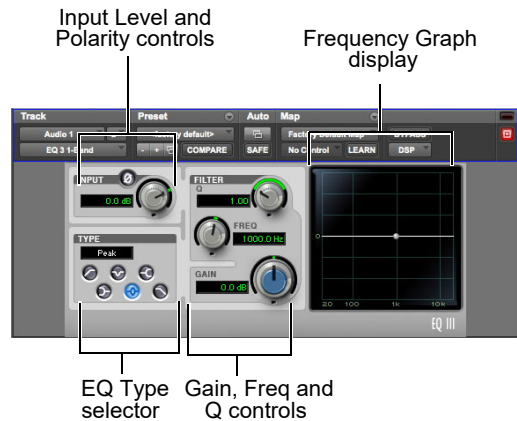 Input Level and
Polarity controls
Frequency Graph
display
Track Preset Auto Map
Audio 1 <factory default> Factory Default Map BYPASS
EQ 3 1-Band - + COMPARE SAFE No Control LEARN DSP
INPUT Ø
0.0 dB
FILTER
Q
1.00
FREQ
1000.0 Hz
TYPE
Peak
GAIN
0.0 dB
0
20 100 1k 10k
EQ III
EQ Type
selector
Gain, Freq and
Q controls